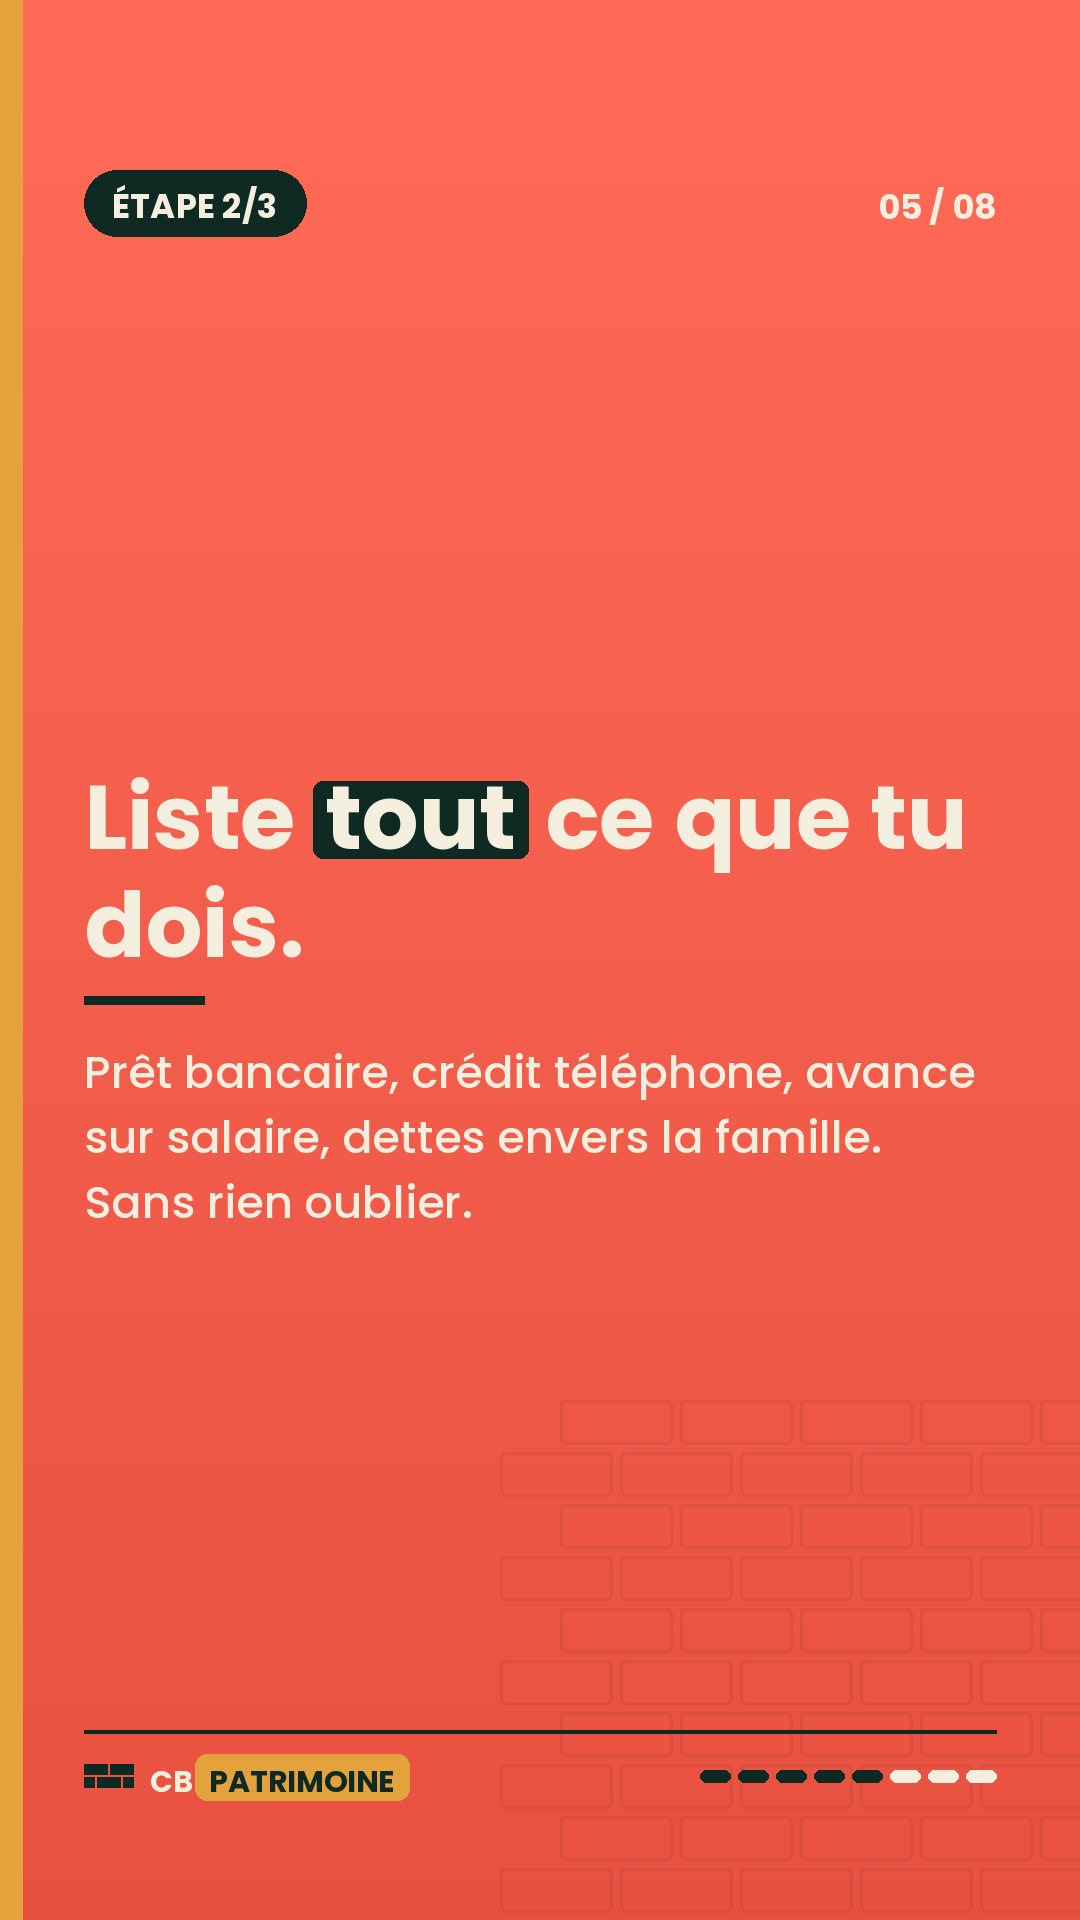 ÉTAPE 2/3
05 / 08
Liste tout ce que tu
dois.
Prêt bancaire, crédit téléphone, avance
sur salaire, dettes envers la famille.
Sans rien oublier.
CB PATRIMOINE